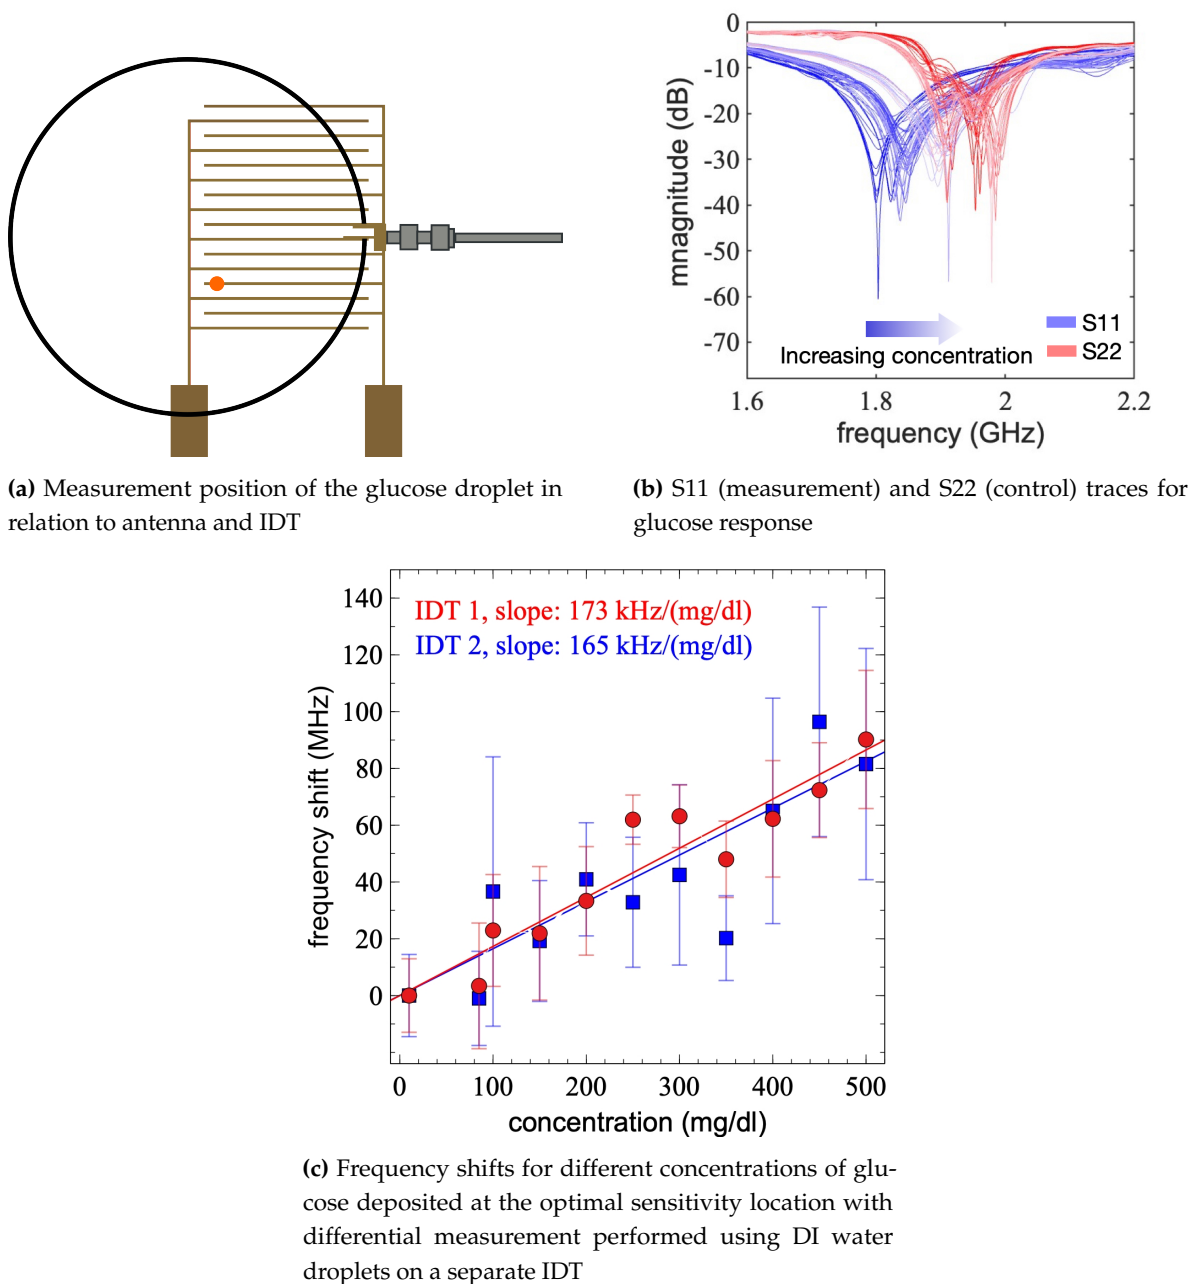 0
-10
-20
-30
-40
-50
-60
-70
mnagnitude (dB)
Increasing concentration
S11
S22
1.6
1.8
2
2.2
frequency (GHz)
(a) Measurement position of the glucose droplet in
relation to antenna and IDT
(b) S11 (measurement) and S22 (control) traces for
glucose response
IDT 1, slope: 173 kHz/(mg/dl)
IDT 2, slope: 165 kHz/(mg/dl)
140
120
100
80
60
40
20
0
frequency shift (MHz)
0
100
200
300
400
500
concentration (mg/dl)
(c) Frequency shifts for different concentrations of glu-
cose deposited at the optimal sensitivity location with
differential measurement performed using DI water
droplets on a separate IDT